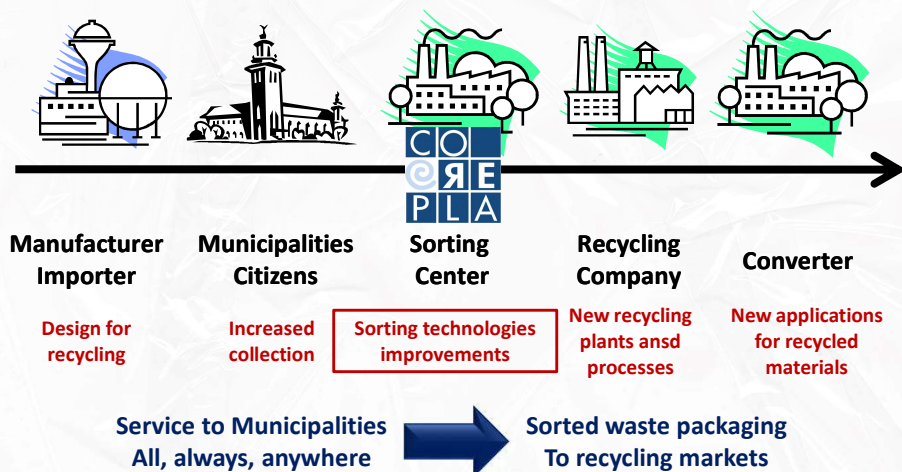 CO
REPLA
Manufacturer
Importer
Municipalities
Citizens
Sorting
Center
Recycling
Company
Converter
Design for
recycling
Increased
collection
Sorting technologies
improvements
New recycling
plants ansd
processes
New applications
for recycled
materials
Service to Municipalities
All, always, anywhere
Sorted waste packaging
To recycling markets